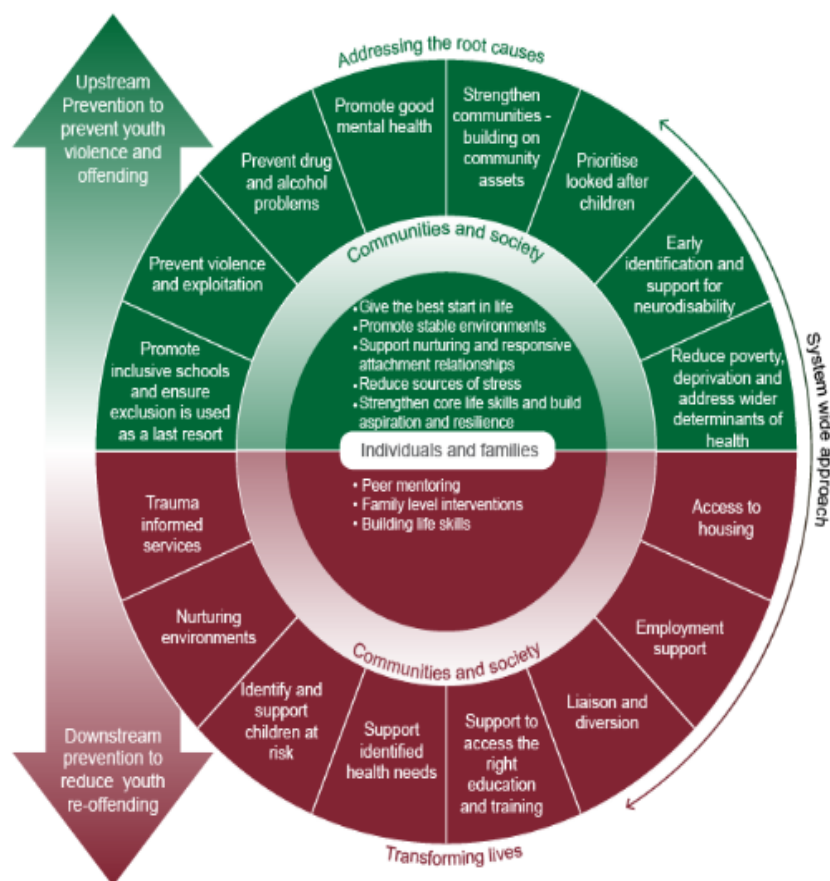 Addressing the root causes
Upstream
Prevention to
prevent youth
violence and
offending
Promote inclusive schools
Promote
inclusive schools
and ensure
exclusion is used
as a last resort
Prevent violence
and exploitation
Prevent drug
and alcohol
problems
Promote good
mental health
Strengthen
communities -
building on
community
assets
Prioritise
looked after
children
Early
identification and
support for
neurodisability
Reduce poverty,
deprivation and
address wider
determinants of
health
System wide approach
Communities and society
•Give the best start in life
•Promote stable environments
•Support nurturing and responsive
attachment relationships
•Reduce sources of stress
•Strengthen core life skills and build
aspiration and resilience
Individuals and families
• Peer mentoring
• Family level interventions
• Building life skills
Communities and society
Trauma
informed
services
Nurturing
environments
Identify and
support
children at
risk
Support
identified
health needs
Support to
access the
right
education
and training
Liaison and
diversion
Employment
support
Access to
housing
Downstream
prevention to
reduce youth
re-offending
Transforming lives